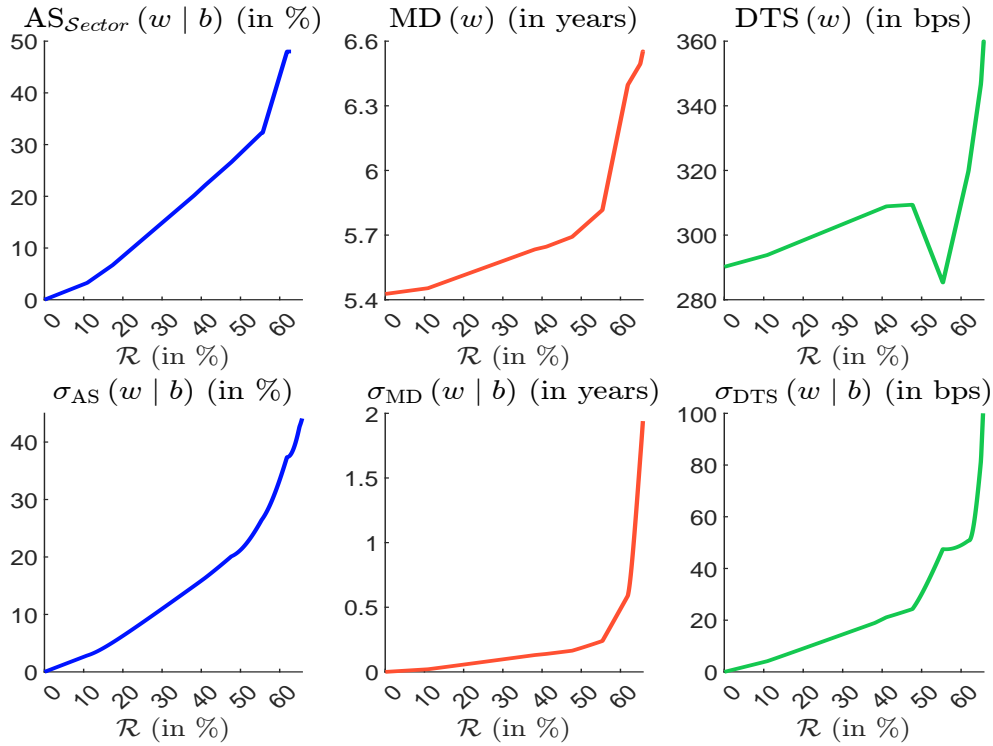 AS_Sector (w | b) (in %)
MD (w) (in years)
DTS (w) (in bps)
50
40
30
20
10
0
0 10 20 30 40 50 60
R (in %)
6.6
6.3
6
5.7
5.4
0 10 20 30 40 50 60
R (in %)
360
340
320
300
280
0 10 20 30 40 50 60
R (in %)
σ_AS (w | b) (in %)
σ_MD (w | b) (in years)
σ_DTS (w | b) (in bps)
40
30
20
10
0
0 10 20 30 40 50 60
R (in %)
2
1.5
1
0.5
0
0 10 20 30 40 50 60
R (in %)
100
80
60
40
20
0
0 10 20 30 40 50 60
R (in %)